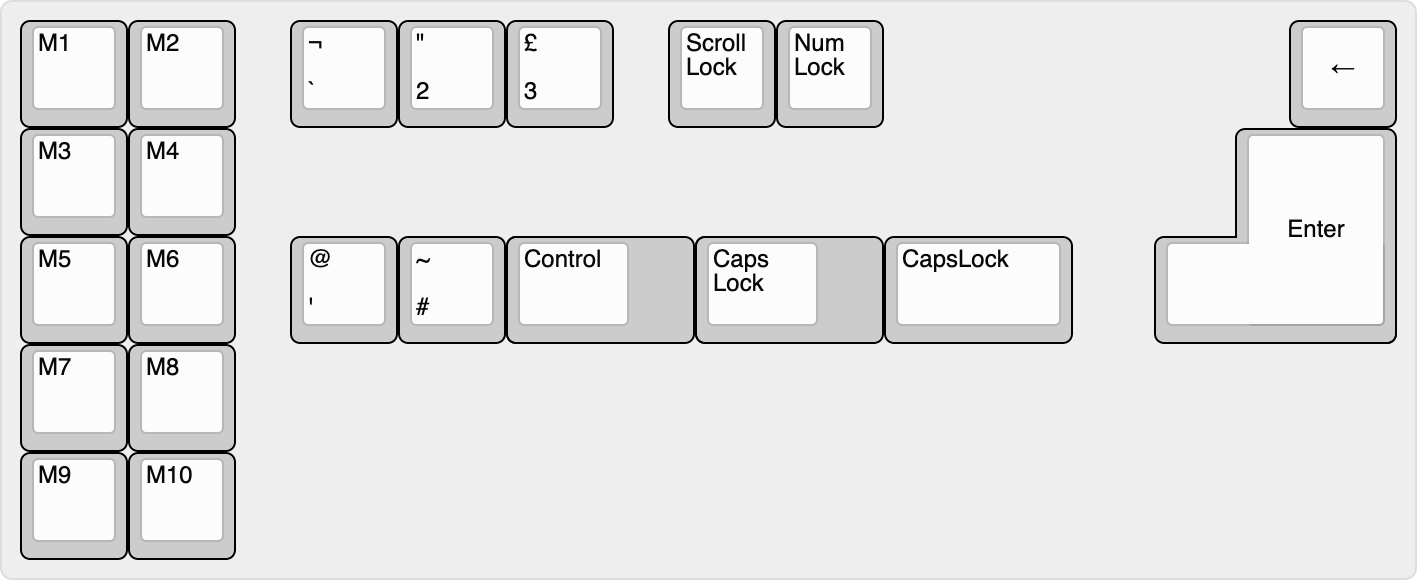 M1
M2
¬
`
"
2
£
3
Scroll
Lock
Num
Lock
←
M3
M4
Enter
M5
M6
@
'
~
#
Control
Caps
Lock
CapsLock
M7
M8
M9
M10